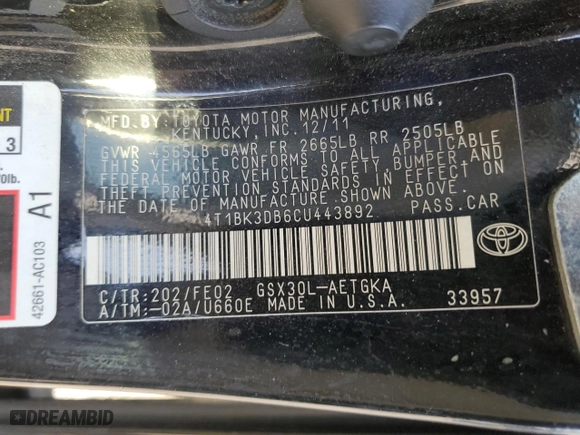 MFD.BY:TOYOTA MOTOR MANUFACTURING,
KENTUCKY, INC. 12/11
GVWR 4565LB GAWR FR 2665LB RR 2505LB
THIS VEHICLE CONFORMS TO ALL APPLICABLE
FEDERAL MOTOR VEHICLE SAFETY, BUMPER, AND
THEFT PREVENTION STANDARDS IN EFFECT ON
THE DATE OF MANUFACTURE SHOWN ABOVE.
4T1BK3DB6CU443892 PASS.CAR
C/TR:202/FE02 GSX30L-AETGKA
A/TM:-02A/U660E MADE IN U.S.A. 33957
TOYOTA
3
A1
42661-AC103
DREAMBID